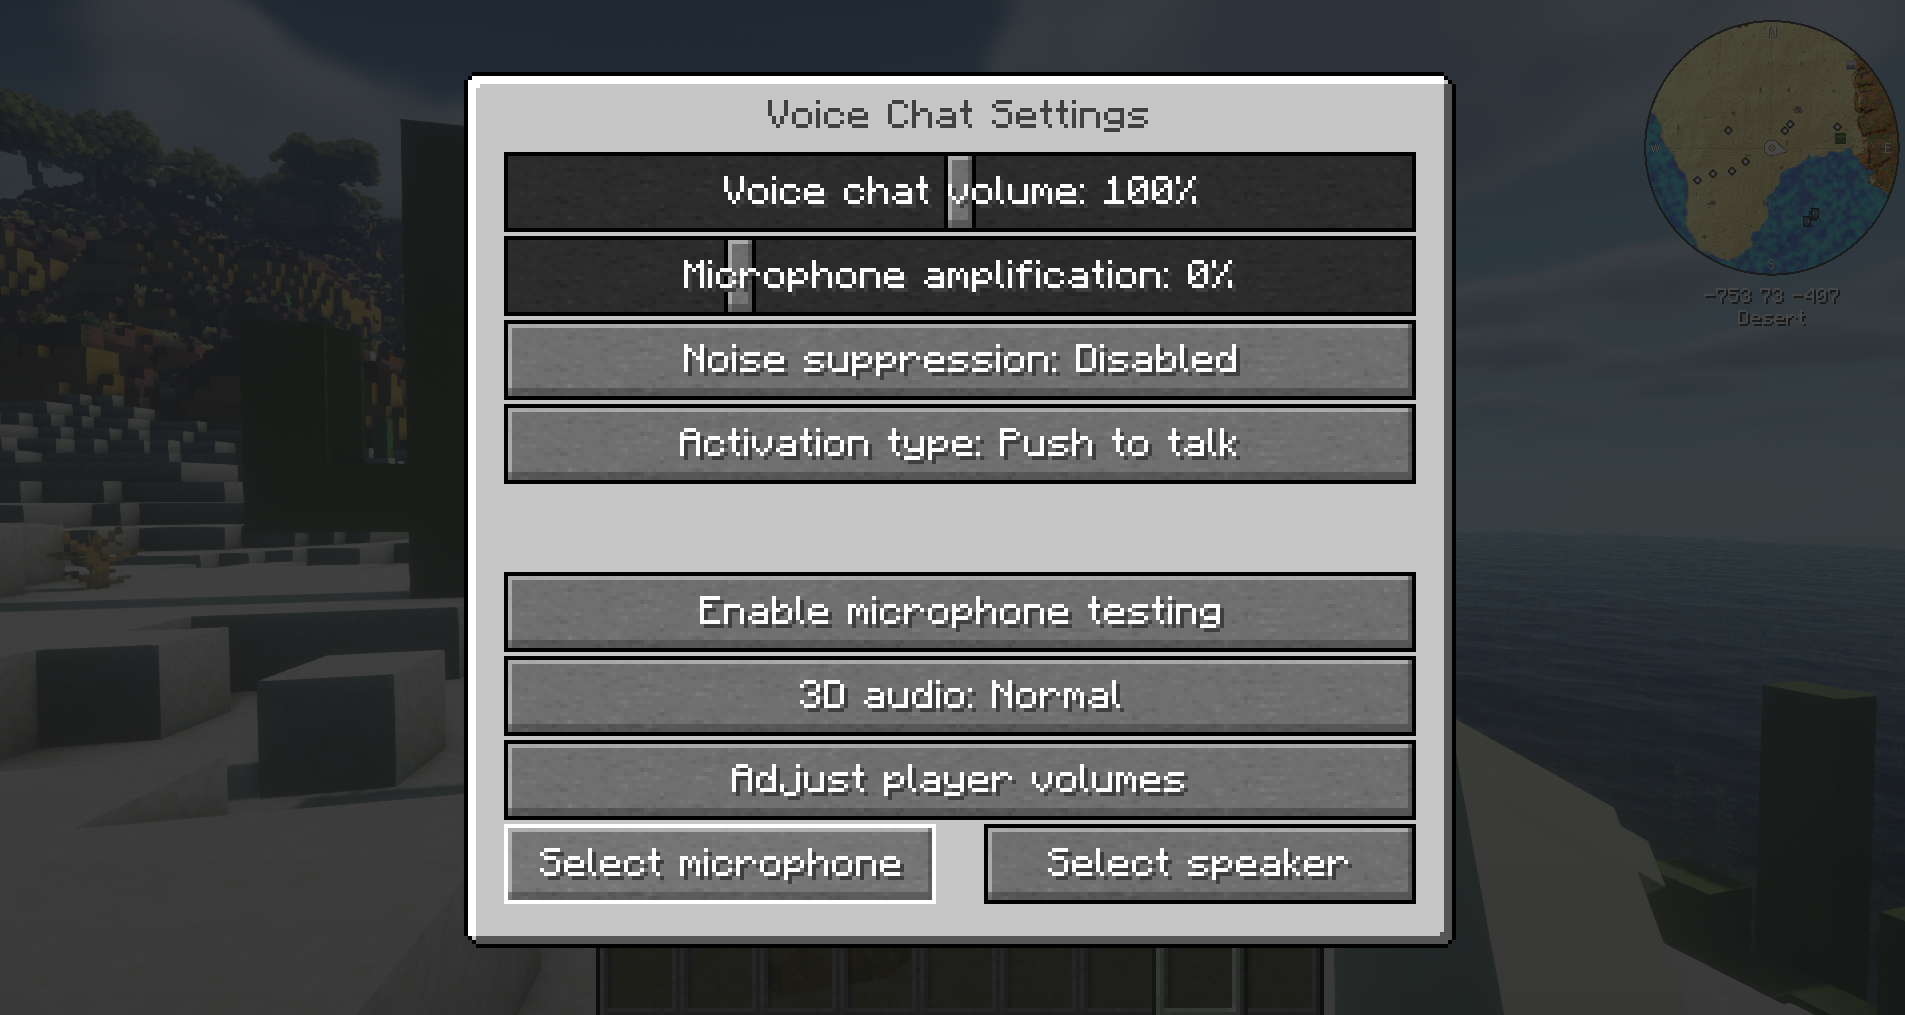 Voice Chat Settings
Voice chat volume: 100%
Microphone amplification: 0%
Noise suppression: Disabled
Activation type: Push to talk
Enable microphone testing
3D audio: Normal
Adjust player volumes
Select microphone
Select speaker
N
W
E
S
-753 73 -407
Desert